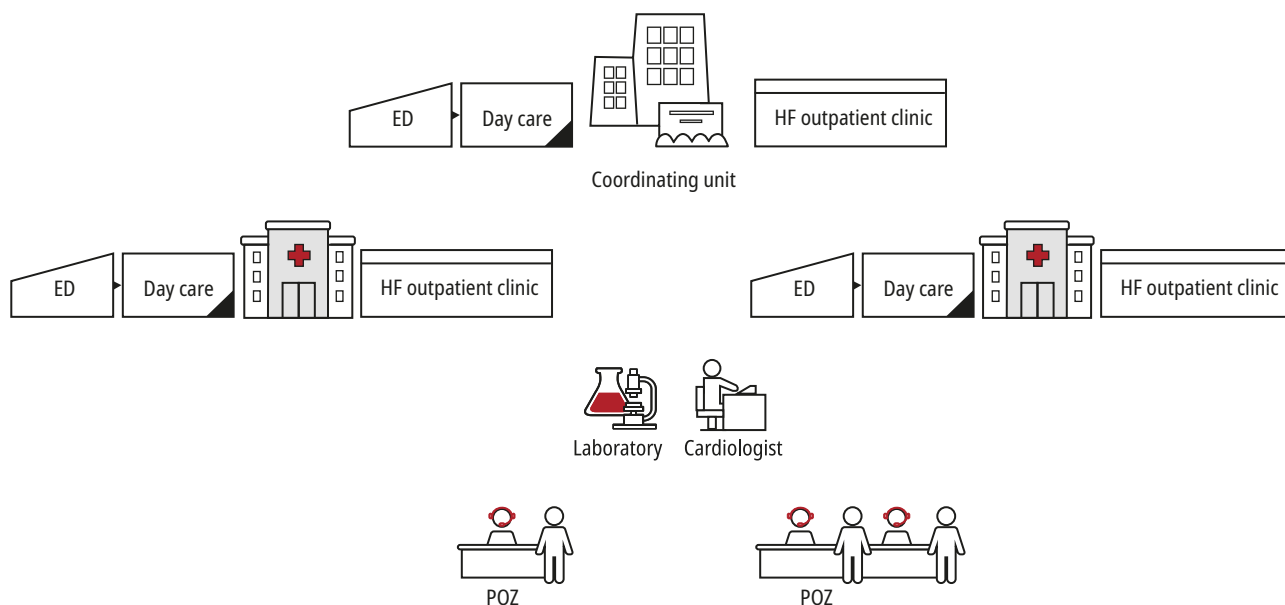 ED
Day care
HF outpatient clinic
Coordinating unit
ED
Day care
HF outpatient clinic
ED
Day care
HF outpatient clinic
Laboratory
Cardiologist
POZ
POZ